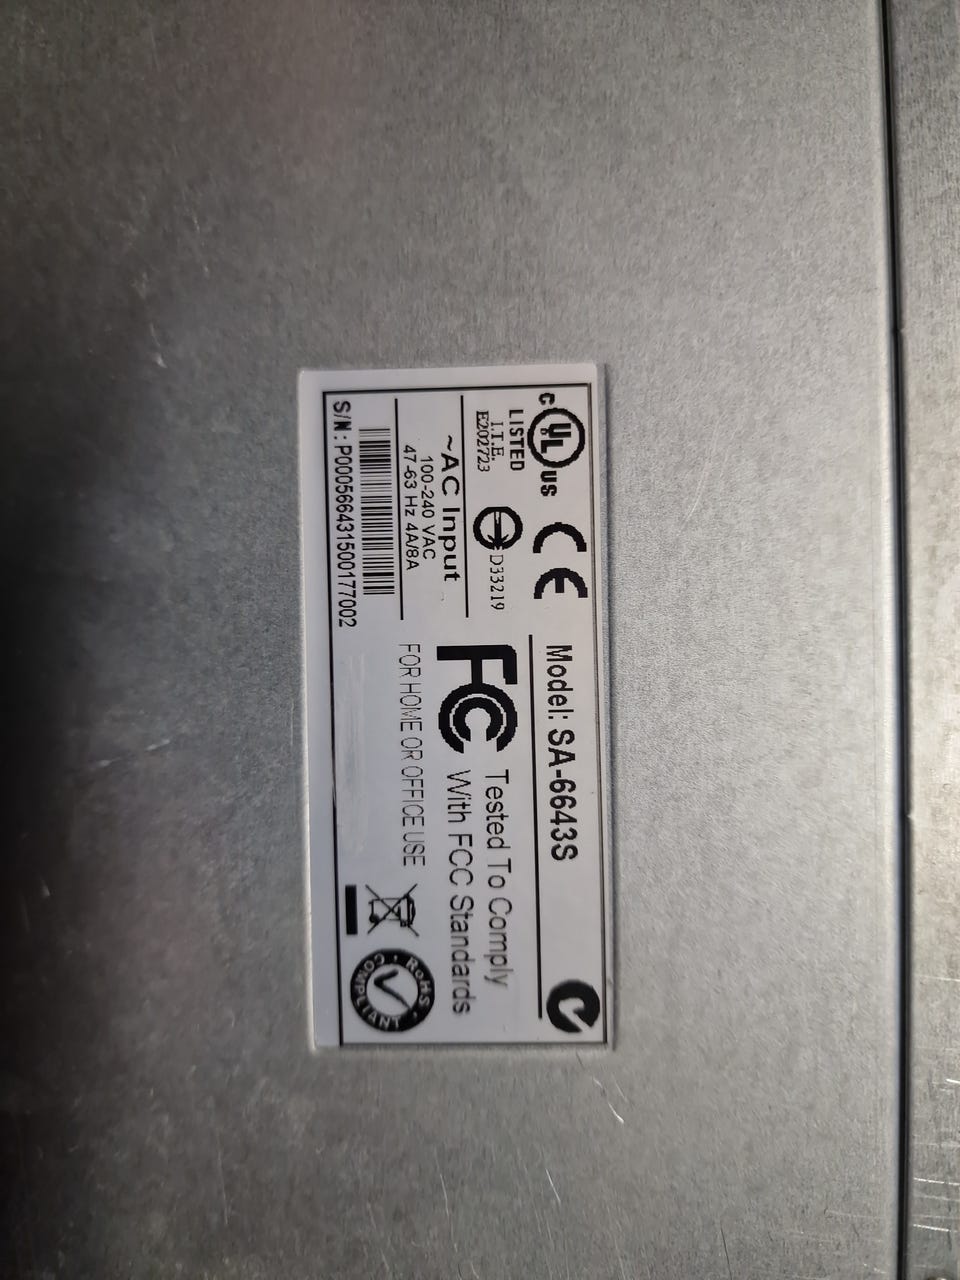 c UL US
LISTED
I.T.E.
E202723
CE
D33219
~AC Input
100-240 VAC
47-63 Hz 4A/8A
S/N: P000566431500177002
Model: SA-6643S
FC Tested To Comply
With FCC Standards
FOR HOME OR OFFICE USE
RoHS
COMPLIANT